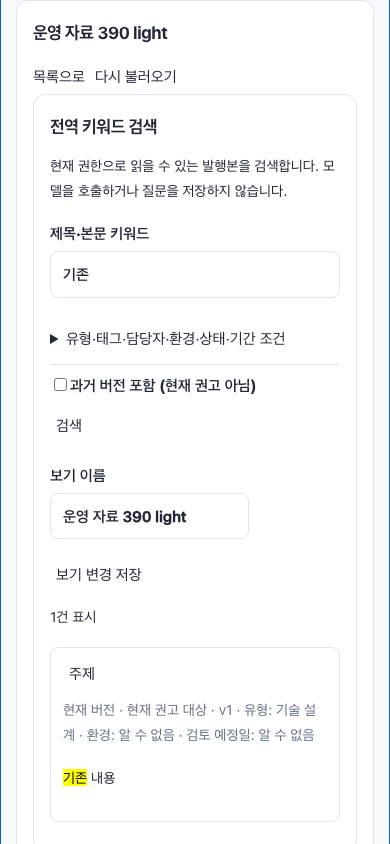 운영 자료 390 light
목록으로 다시 불러오기
전역 키워드 검색
현재 권한으로 읽을 수 있는 발행본을 검색합니다. 모
델을 호출하거나 질문을 저장하지 않습니다.
제목·본문 키워드
기존
▶ 유형·태그·담당자·환경·상태·기간 조건
과거 버전 포함 (현재 권고 아님)
검색
보기 이름
운영 자료 390 light
보기 변경 저장
1건 표시
주제
현재 버전 · 현재 권고 대상 · v1 · 유형: 기술 설
계 · 환경: 알 수 없음 · 검토 예정일: 알 수 없음
기존 내용